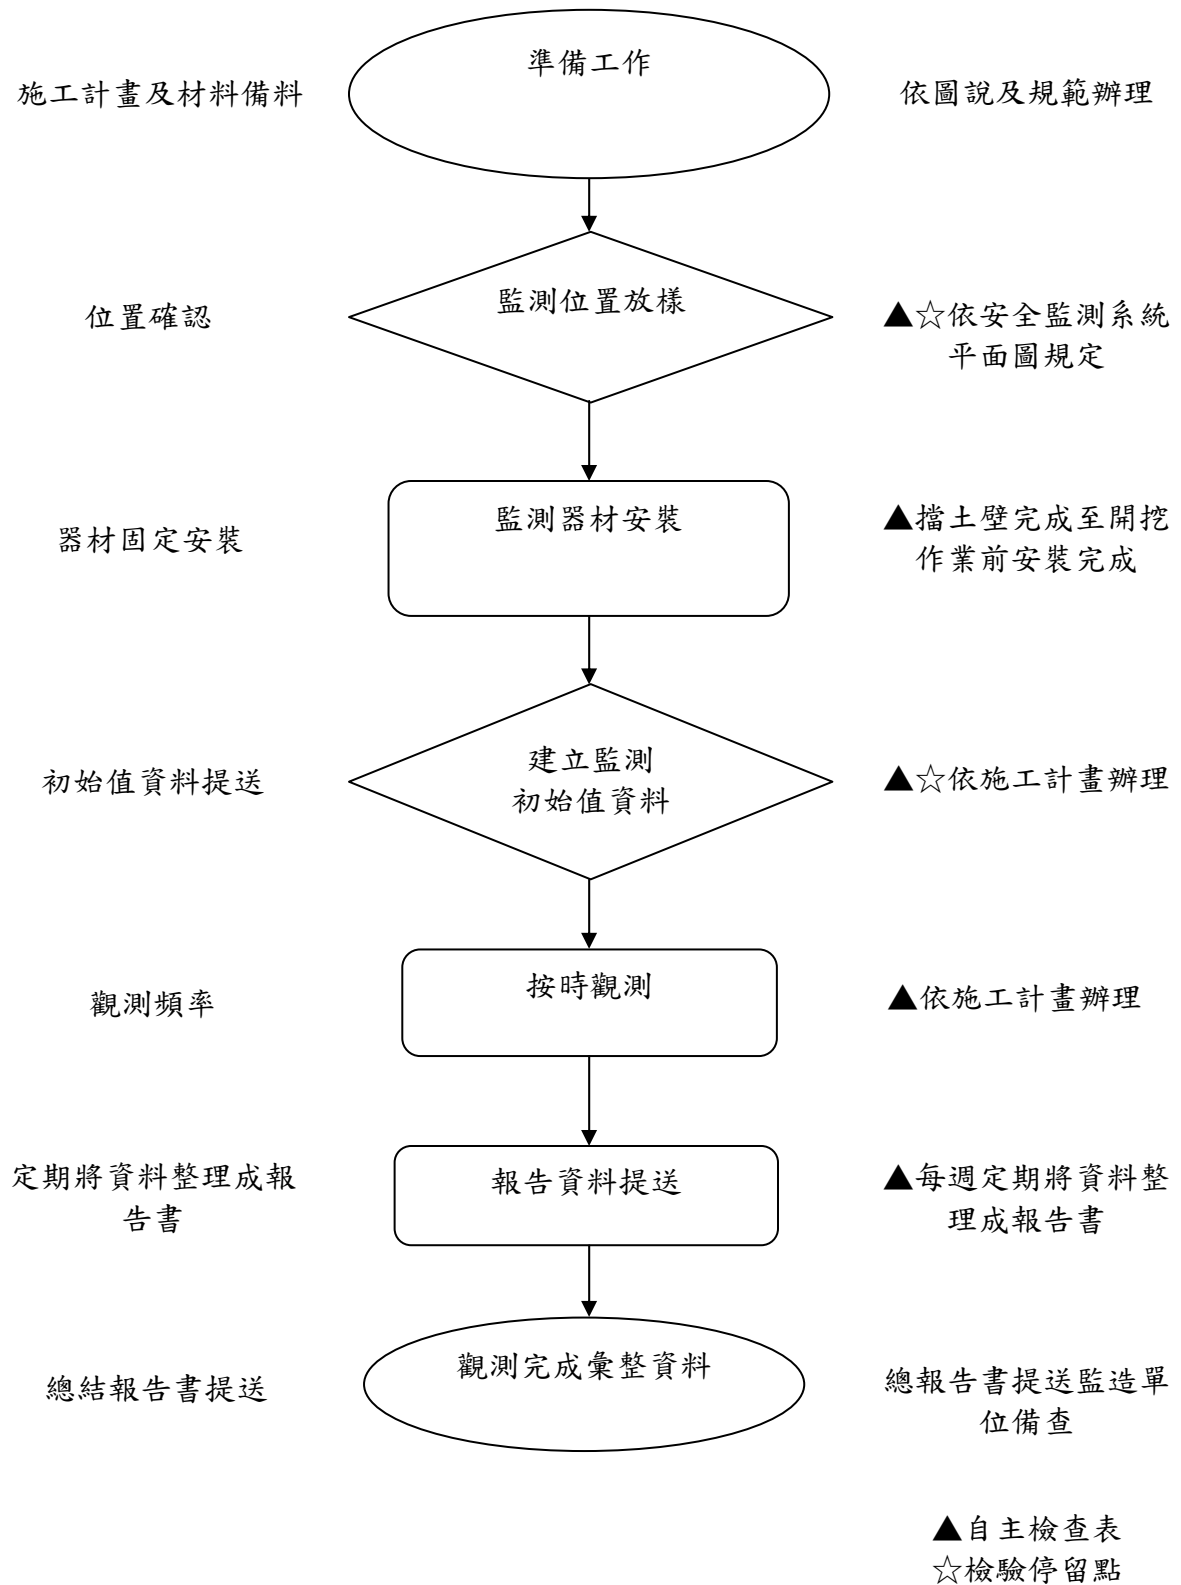 準備工作
施工計畫及材料備料
依圖說及規範辦理
監測位置放樣
位置確認
▲☆依安全監測系統
平面圖規定
監測器材安裝
器材固定安裝
▲擋土壁完成至開挖
作業前安裝完成
建立監測
初始值資料
初始值資料提送
▲☆依施工計畫辦理
按時觀測
觀測頻率
▲依施工計畫辦理
報告資料提送
定期將資料整理成報
告書
▲每週定期將資料整
理成報告書
觀測完成彙整資料
總結報告書提送
總報告書提送監造單
位備查
▲自主檢查表
☆檢驗停留點